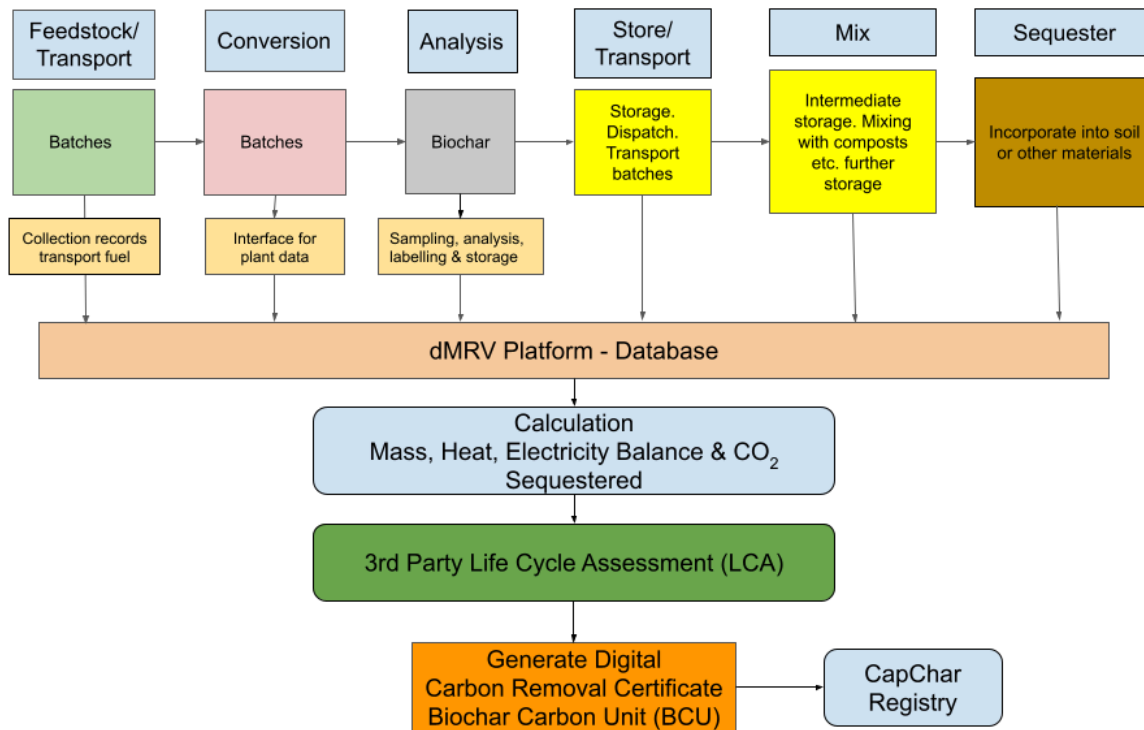 Feedstock/
Transport
Conversion
Analysis
Store/
Transport
Mix
Sequester
Batches
Batches
Biochar
Storage.
Dispatch.
Transport
batches
Intermediate
storage. Mixing
with composts
etc. further
storage
Incorporate into soil
or other materials
Collection records
transport fuel
Interface for
plant data
Sampling, analysis,
labelling & storage
dMRV Platform - Database
Calculation
Mass, Heat, Electricity Balance & CO₂
Sequestered
3rd Party Life Cycle Assessment (LCA)
Generate Digital
Carbon Removal Certificate
Biochar Carbon Unit (BCU)
CapChar
Registry